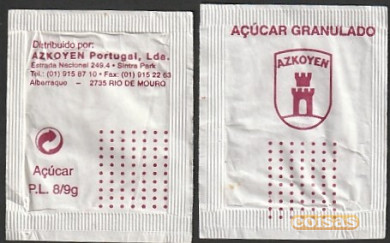 Distribuido por:
AZKOYEN Portugal, Lda.
Estrada Nacional 249.4 • Sintra Park
Tel.: (01) 915 87 10 • Fax: (01) 915 22 63
Albarraque - 2735 RIO DE MOURO
Açúcar
P.L. 8/9g
AÇÚCAR GRANULADO
AZKOYEN
coisas